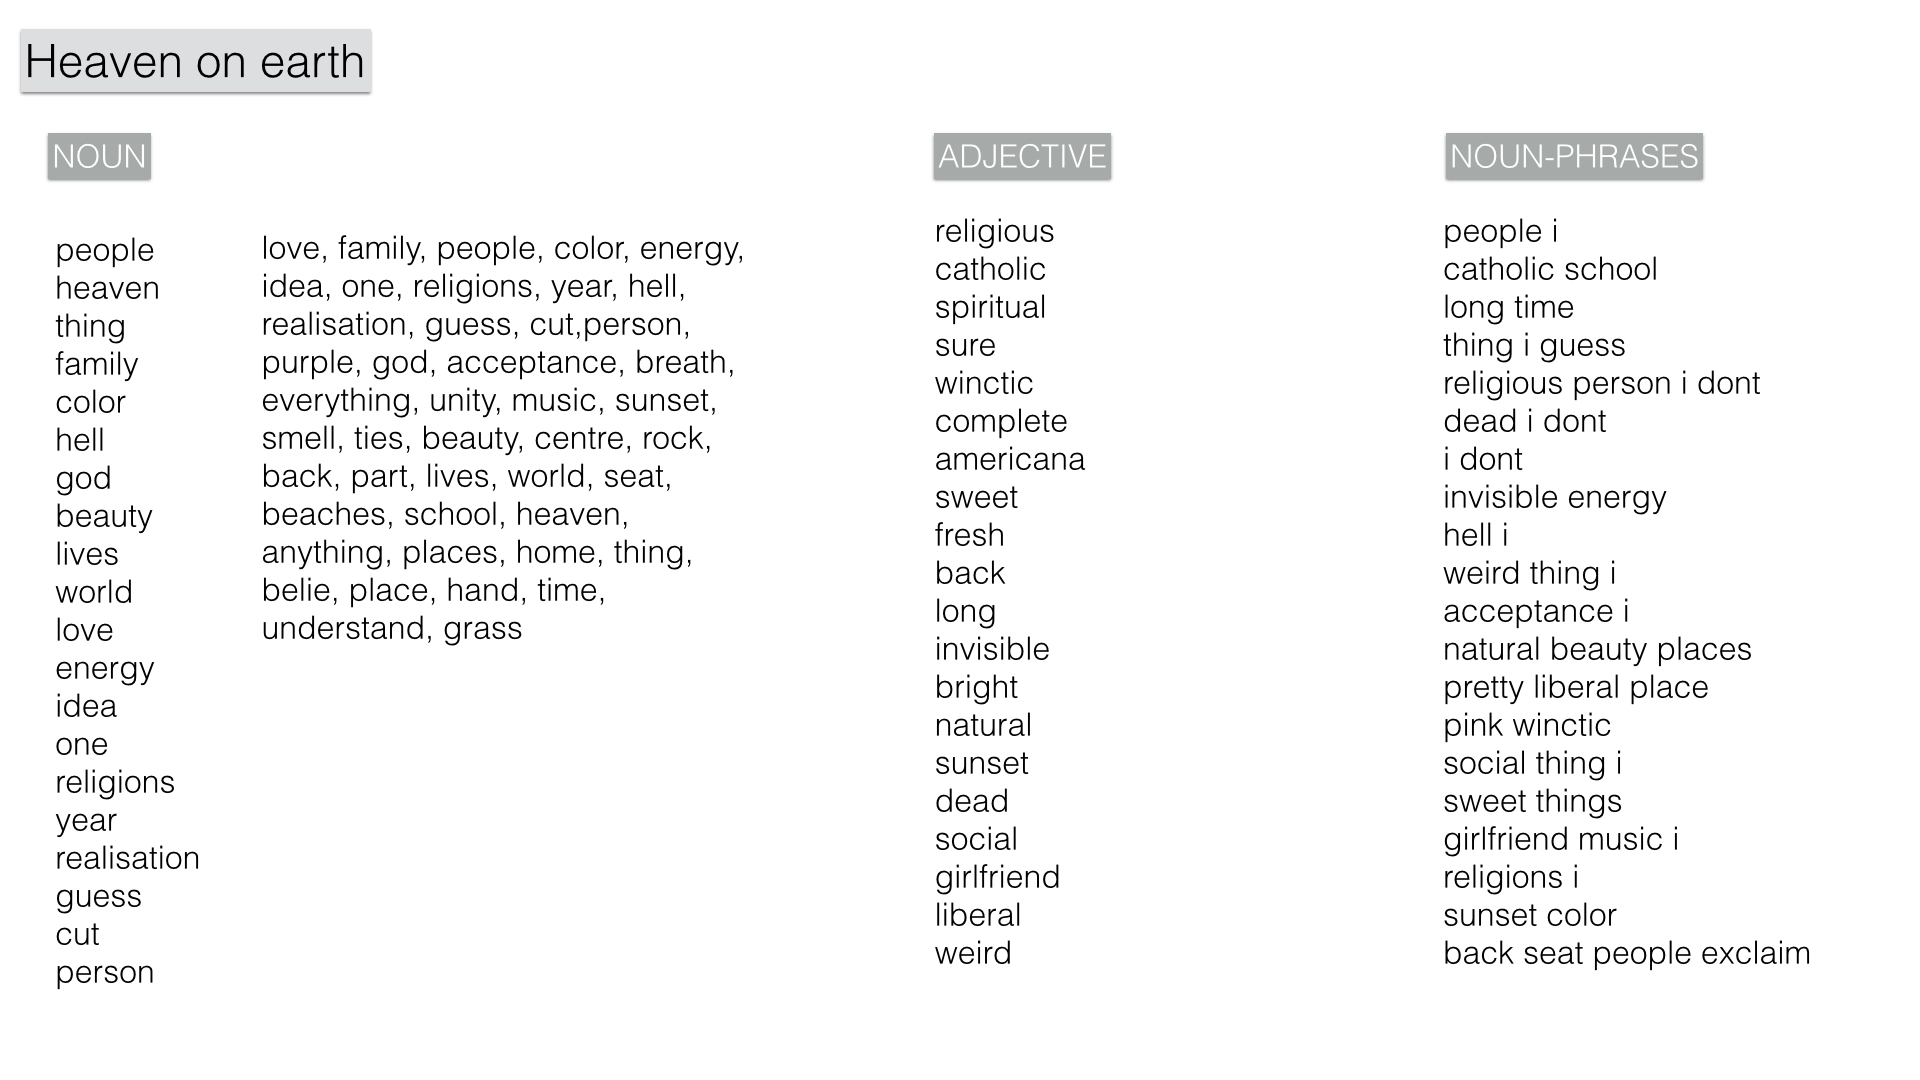 Heaven on earth
NOUN
people
heaven
thing
family
color
hell
god
beauty
lives
world
love
energy
idea
one
religions
year
realisation
guess
cut
person
love, family, people, color, energy,
idea, one, religions, year, hell,
realisation, guess, cut,person,
purple, god, acceptance, breath,
everything, unity, music, sunset,
smell, ties, beauty, centre, rock,
back, part, lives, world, seat,
beaches, school, heaven,
anything, places, home, thing,
belie, place, hand, time,
understand, grass
ADJECTIVE
religious
catholic
spiritual
sure
winctic
complete
americana
sweet
fresh
back
long
invisible
bright
natural
sunset
dead
social
girlfriend
liberal
weird
NOUN-PHRASES
people i
catholic school
long time
thing i guess
religious person i dont
dead i dont
i dont
invisible energy
hell i
weird thing i
acceptance i
natural beauty places
pretty liberal place
pink winctic
social thing i
sweet things
girlfriend music i
religions i
sunset color
back seat people exclaim